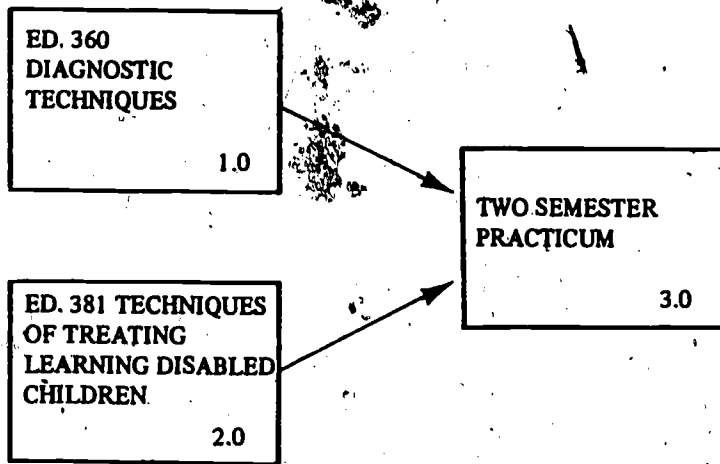 ED. 360
DIAGNOSTIC
TECHNIQUES
1.0
TWO SEMESTER
PRACTICUM
3.0
ED. 381 TECHNIQUES
OF TREATING
LEARNING DISABLED
CHILDREN
2.0